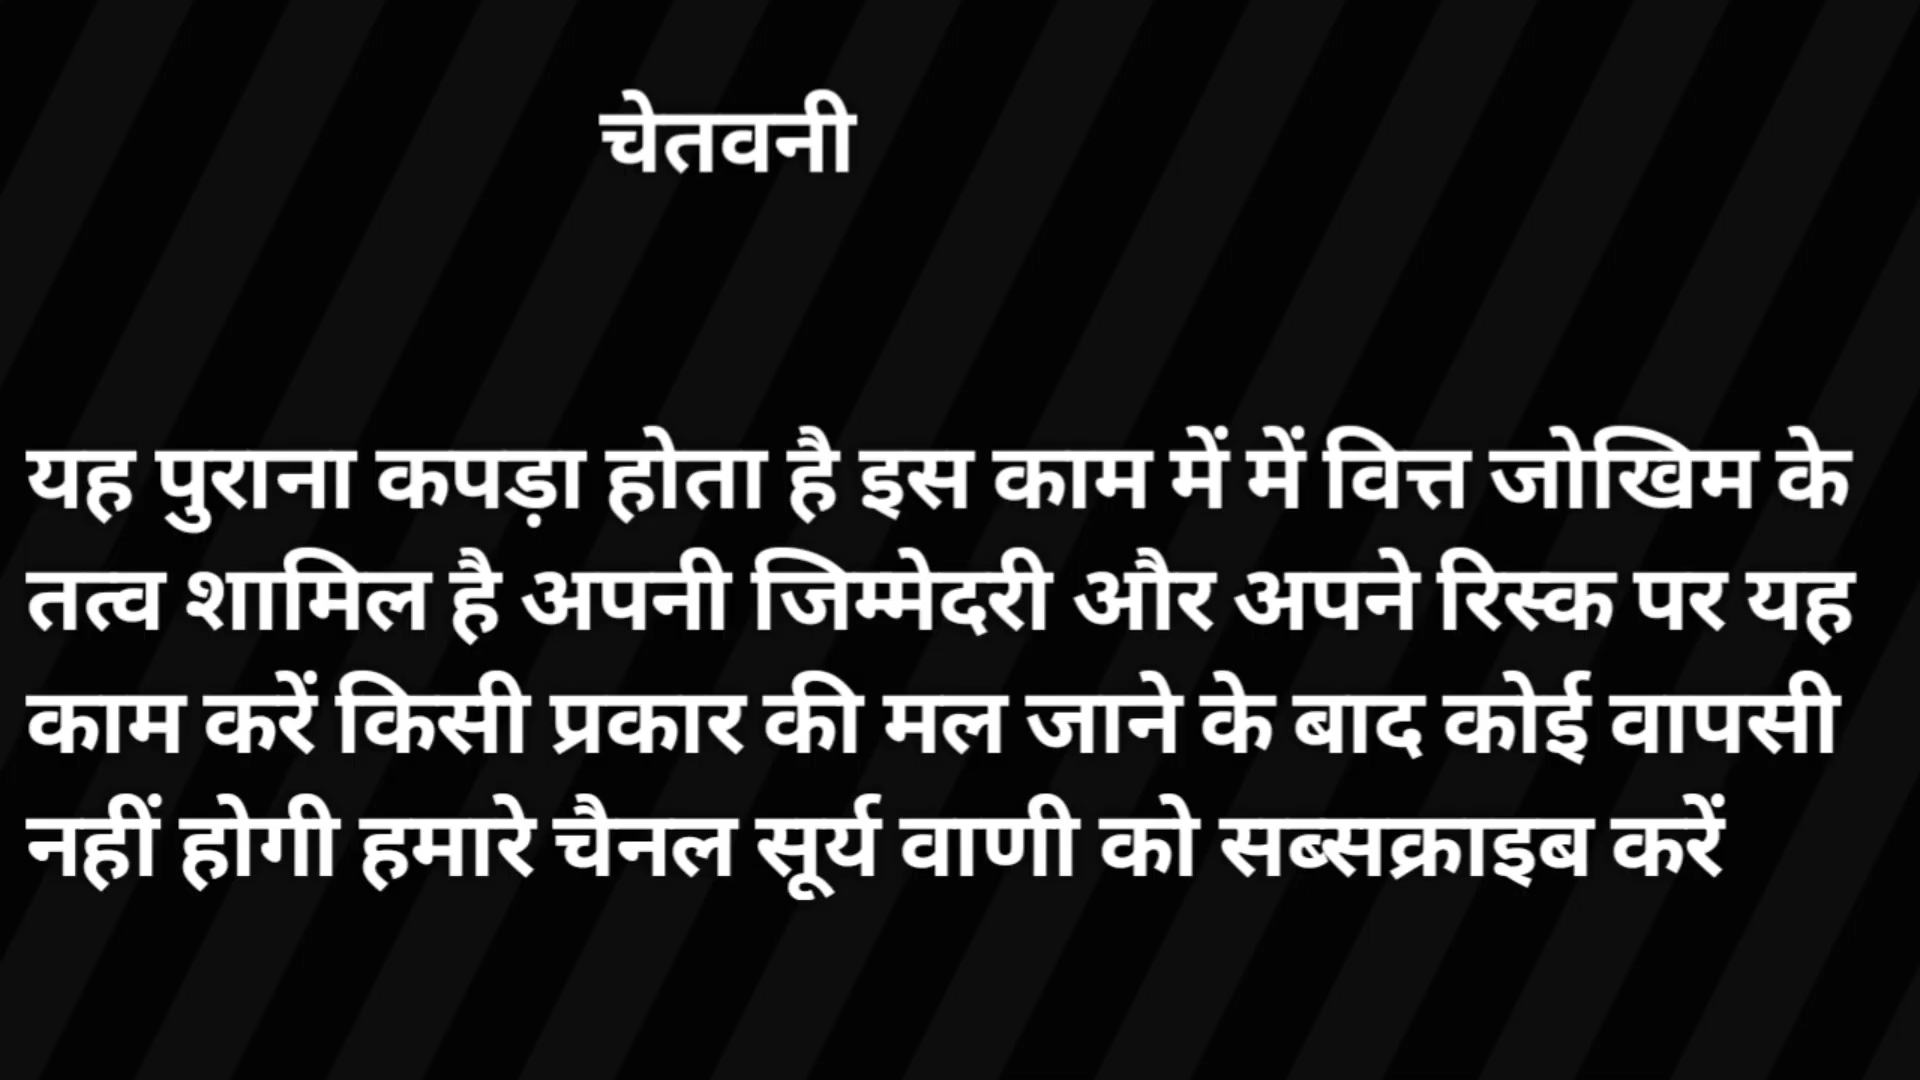 चेतवनी
यह पुराना कपड़ा होता है इस काम में में वित्त जोखिम के
तत्व शामिल है अपनी जिम्मेदरी और अपने रिस्क पर यह
काम करें किसी प्रकार की मल जाने के बाद कोई वापसी
नहीं होगी हमारे चैनल सूर्य वाणी को सब्सक्राइब करें